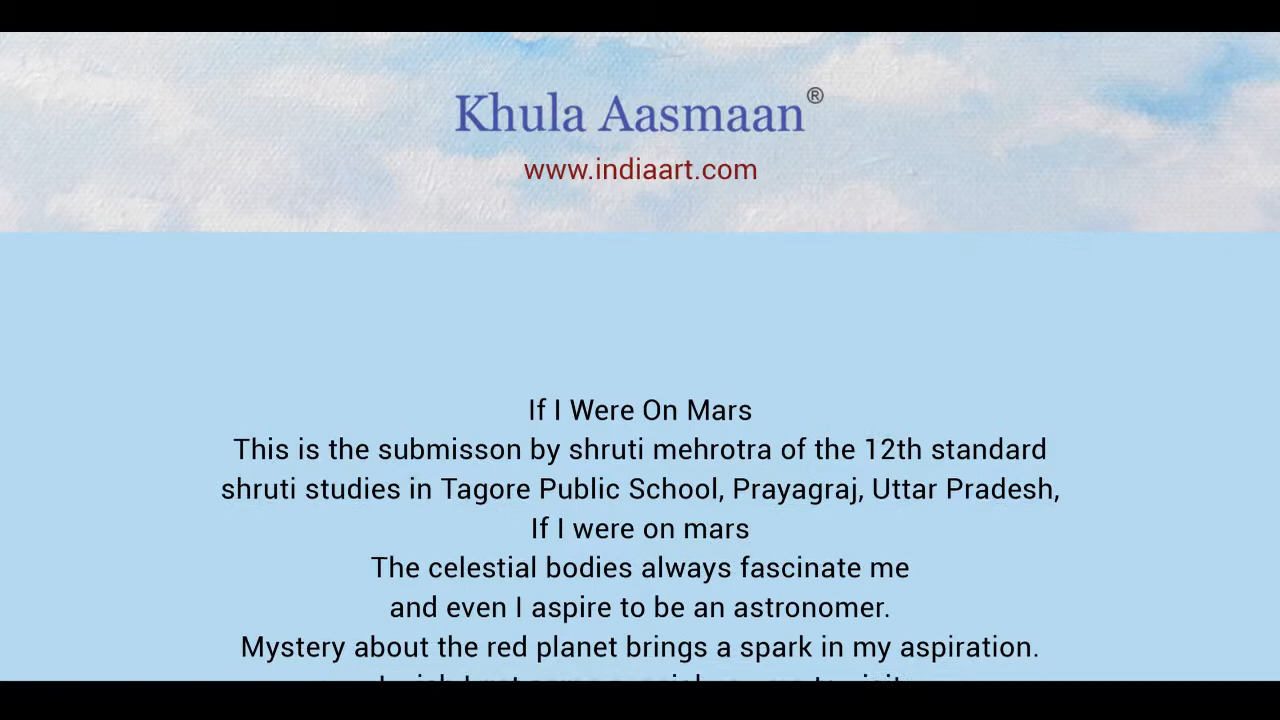 Khula Aasmaan®
www.indiaart.com
If I Were On Mars
This is the submisson by shruti mehrotra of the 12th standard
shruti studies in Tagore Public School, Prayagraj, Uttar Pradesh,
If I were on mars
The celestial bodies always fascinate me
and even I aspire to be an astronomer.
Mystery about the red planet brings a spark in my aspiration.